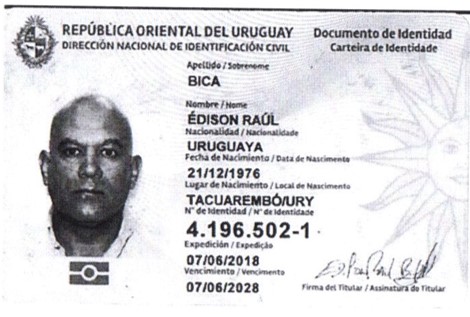 REPÚBLICA ORIENTAL DEL URUGUAY
DIRECCIÓN NACIONAL DE IDENTIFICACIÓN CIVIL
Documento de Identidad
Carteira de Identidade
Apellido / Sobrenome
BICA
Nombre / Nome
ÉDISON RAÚL
Nacionalidad / Nacionalidade
URUGUAYA
Fecha de Nacimiento / Data de Nascimento
21/12/1976
Lugar de Nacimiento / Local de Nascimento
TACUAREMBÓ/URY
N° de Identidad / N° de Identidade
4.196.502-1
Expedición / Expedição
07/06/2018
Vencimiento / Vencimento
07/06/2028
Firma del Titular / Assinatura do Titular